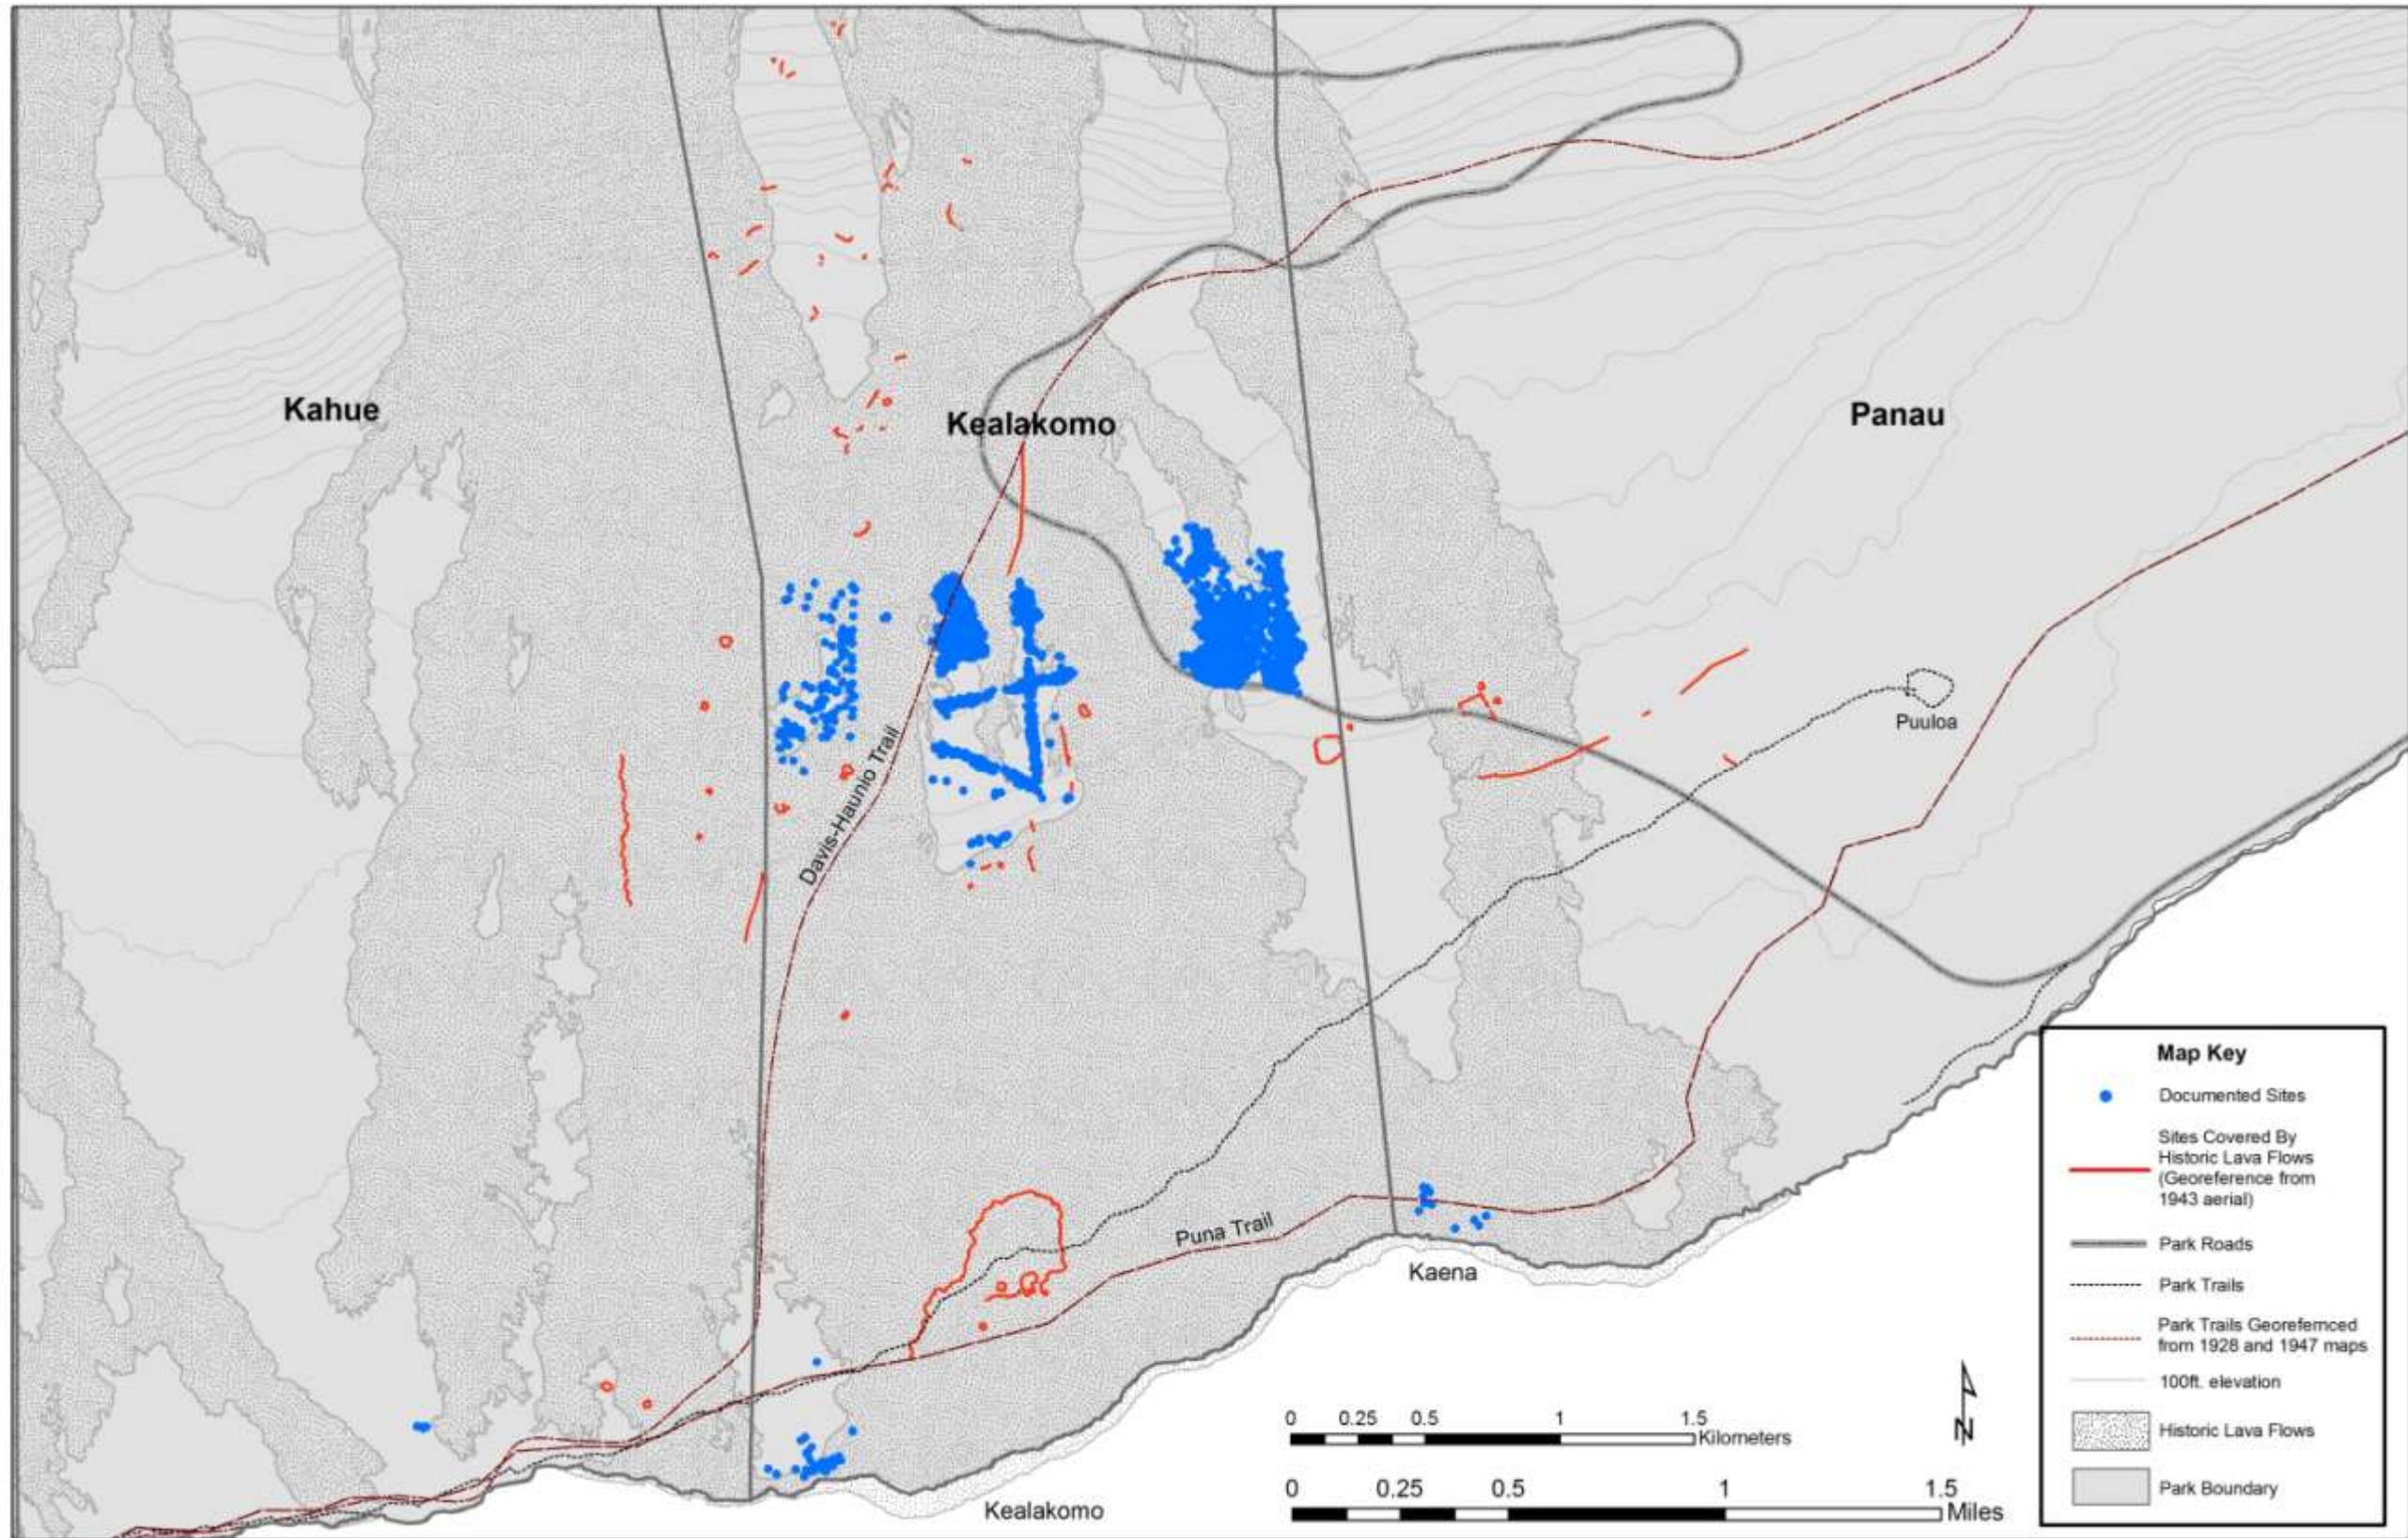 Kahue
Kealakomo
Panau
Puuloa
Davis-Haunio Trail
Puna Trail
Kaena
Kealakomo
0 0.25 0.5 1 1.5
Kilometers
0 0.25 0.5 1 1.5
Miles
N
Map Key
Documented Sites
Sites Covered By
Historic Lava Flows
(Georeference from
1943 aerial)
Park Roads
Park Trails
Park Trails Georefernced
from 1928 and 1947 maps
100ft. elevation
Historic Lava Flows
Park Boundary